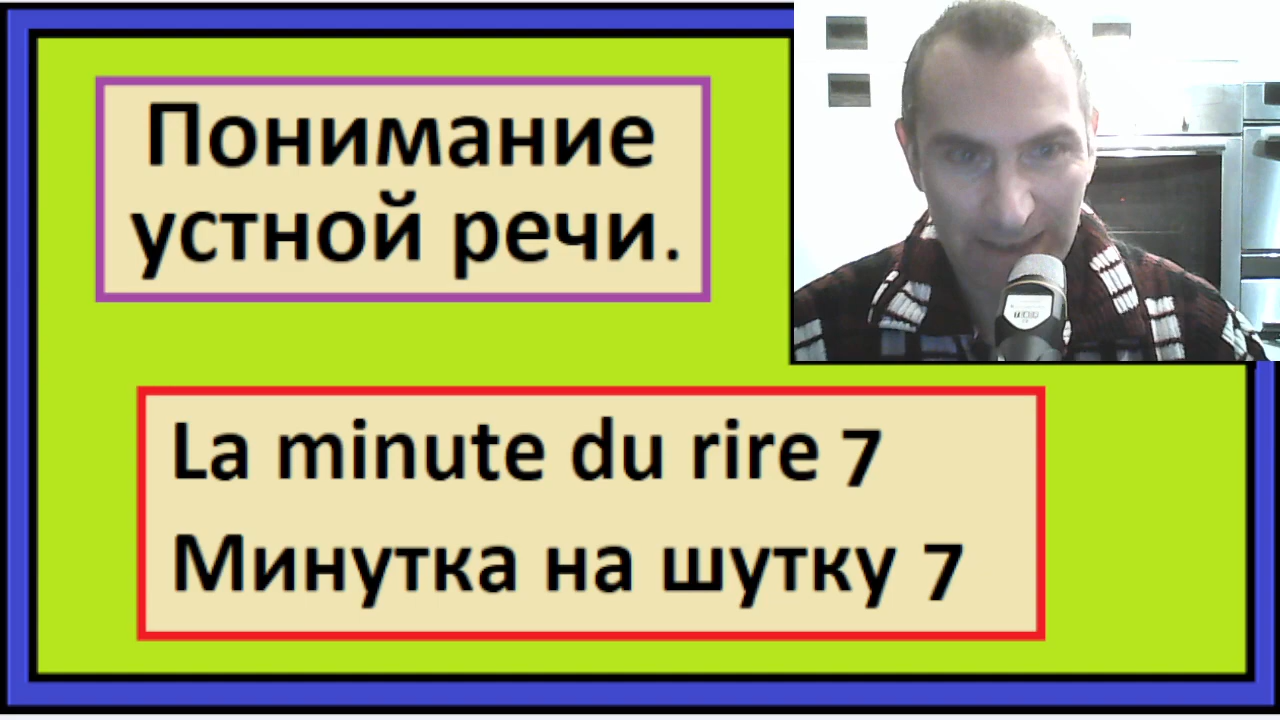 Понимание
устной речи.
La minute du rire 7
Минутка на шутку 7